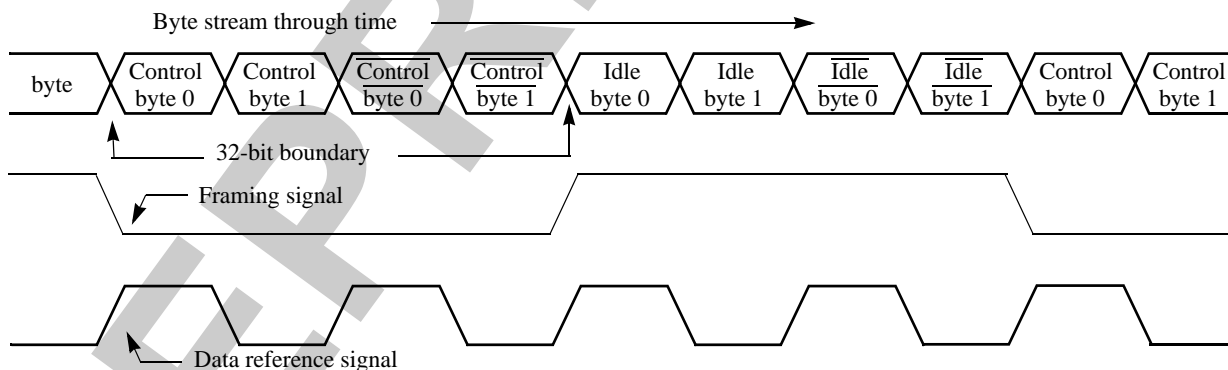 Byte stream through time
byte
Control
byte 0
Control
byte 1
Control
byte 0
Control
byte 1
Idle
byte 0
Idle
byte 1
Idle
byte 0
Idle
byte 1
Control
byte 0
Control
byte 1
32-bit boundary
Framing signal
Data reference signal
EPR